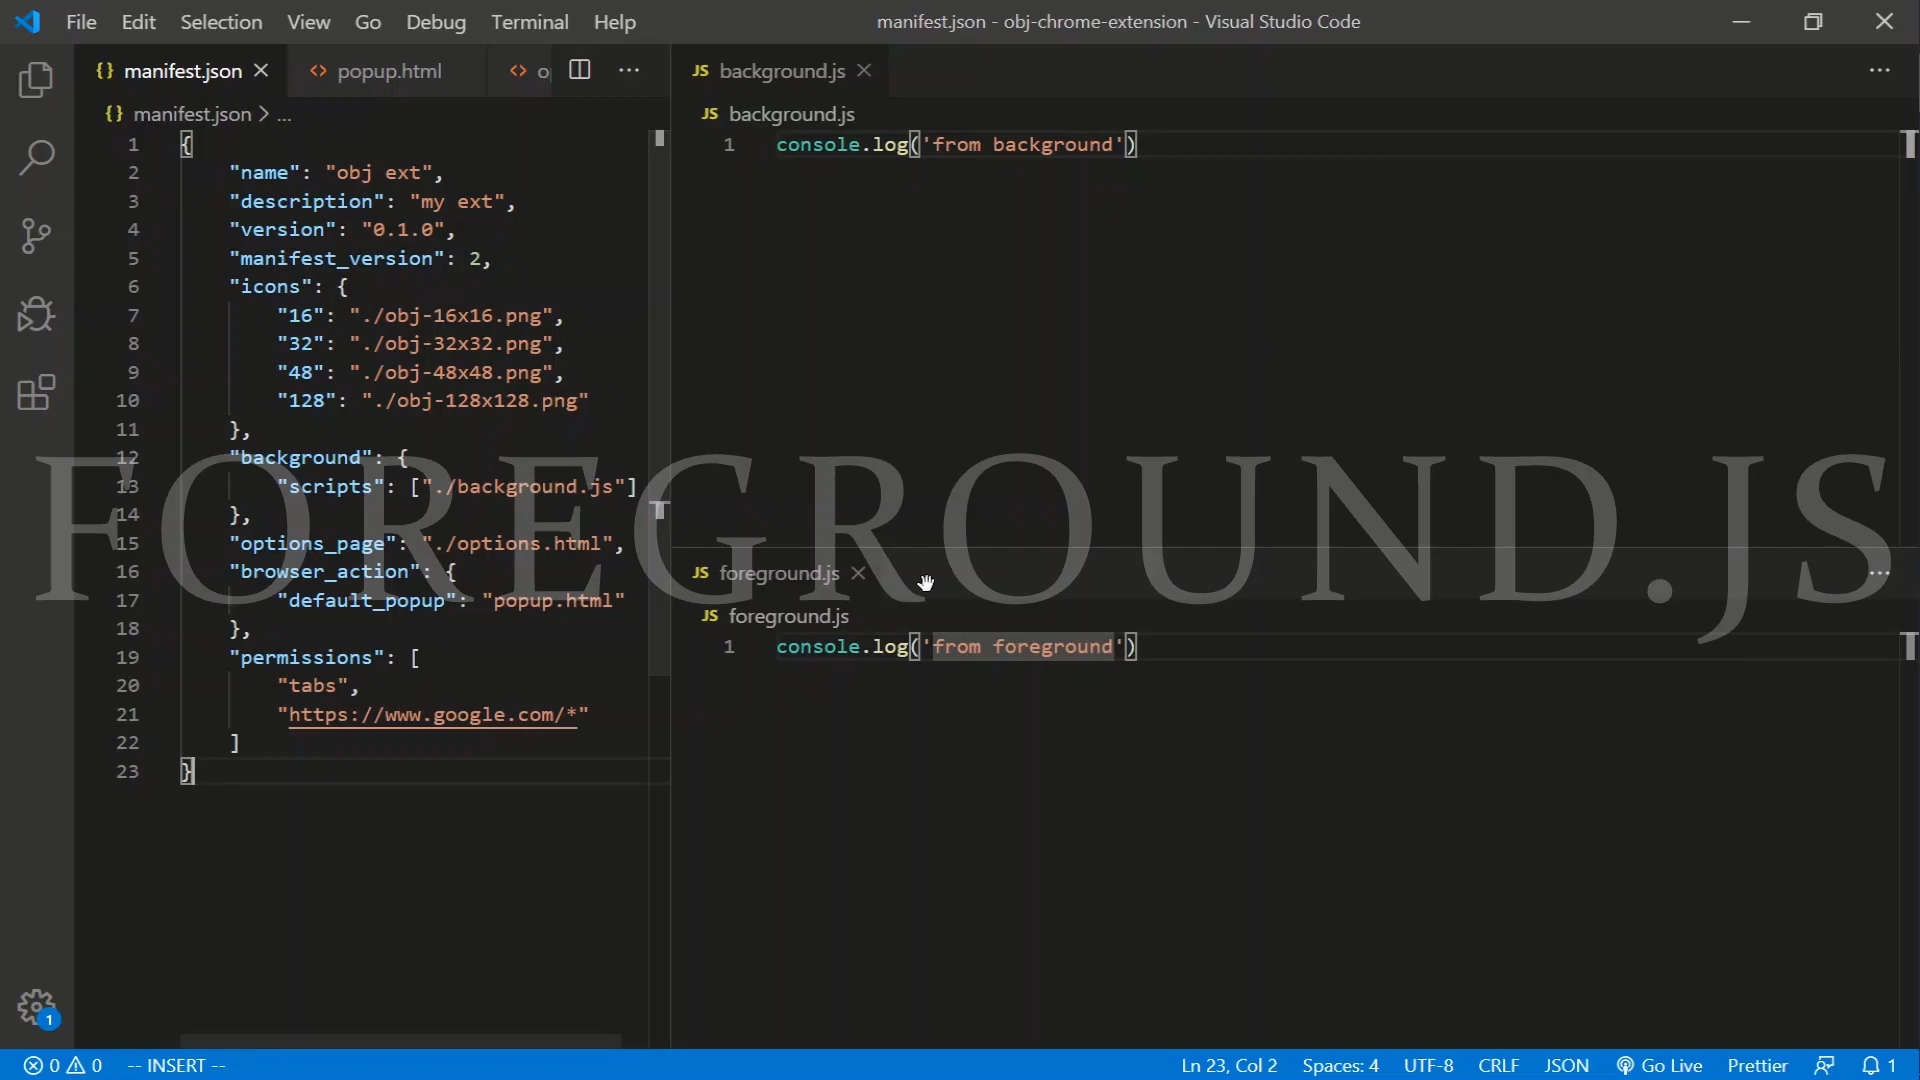 File Edit Selection View Go Debug Terminal Help manifest.json - obj-chrome-extension - Visual Studio Code
{} manifest.json <> popup.html <> op ...
{} manifest.json > ...
1 {
2 "name": "obj ext",
3 "description": "my ext",
4 "version": "0.1.0",
5 "manifest_version": 2,
6 "icons": {
7 "16": "./obj-16x16.png",
8 "32": "./obj-32x32.png",
9 "48": "./obj-48x48.png",
10 "128": "./obj-128x128.png"
11 },
12 "background": {
13 "scripts": ["./background.js"]
14 },
15 "options_page": "./options.html",
16 "browser_action": {
17 "default_popup": "popup.html"
18 },
19 "permissions": [
20 "tabs",
21 "https://www.google.com/*"
22 ]
23 }
JS background.js ...
JS background.js
1 console.log('from background')
FOREGROUND.JS
JS foreground.js ...
JS foreground.js
1 console.log('from foreground')
1
0 0 -- INSERT -- Ln 23, Col 2 Spaces: 4 UTF-8 CRLF JSON Go Live Prettier 1